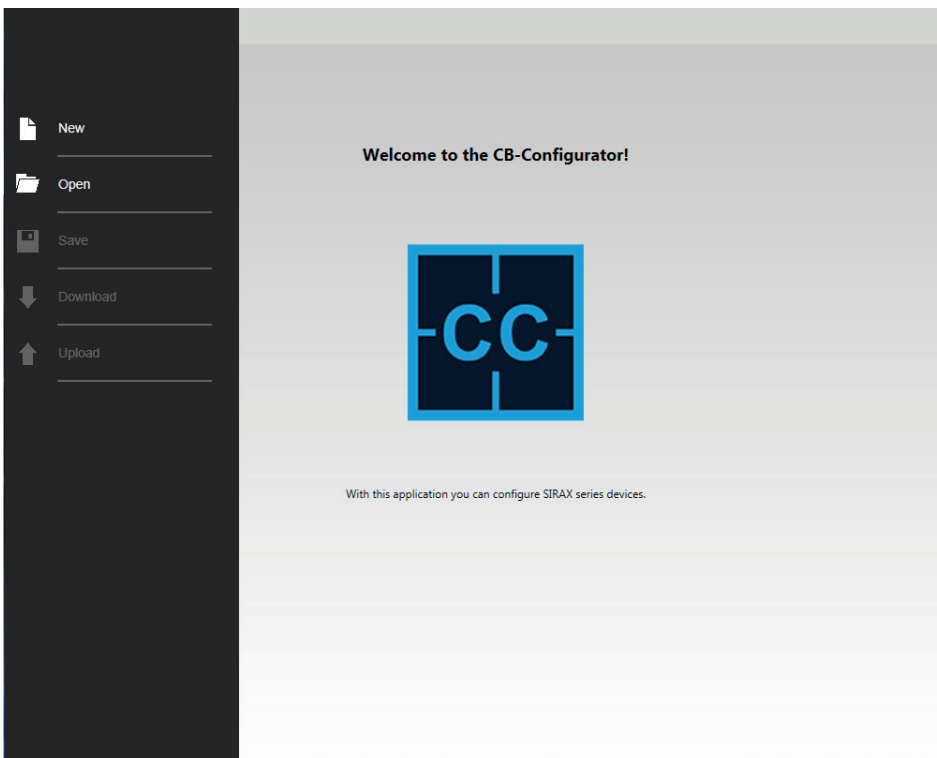 New
Open
Save
Download
Upload
Welcome to the CB-Configurator!
CC
With this application you can configure SIRAX series devices.